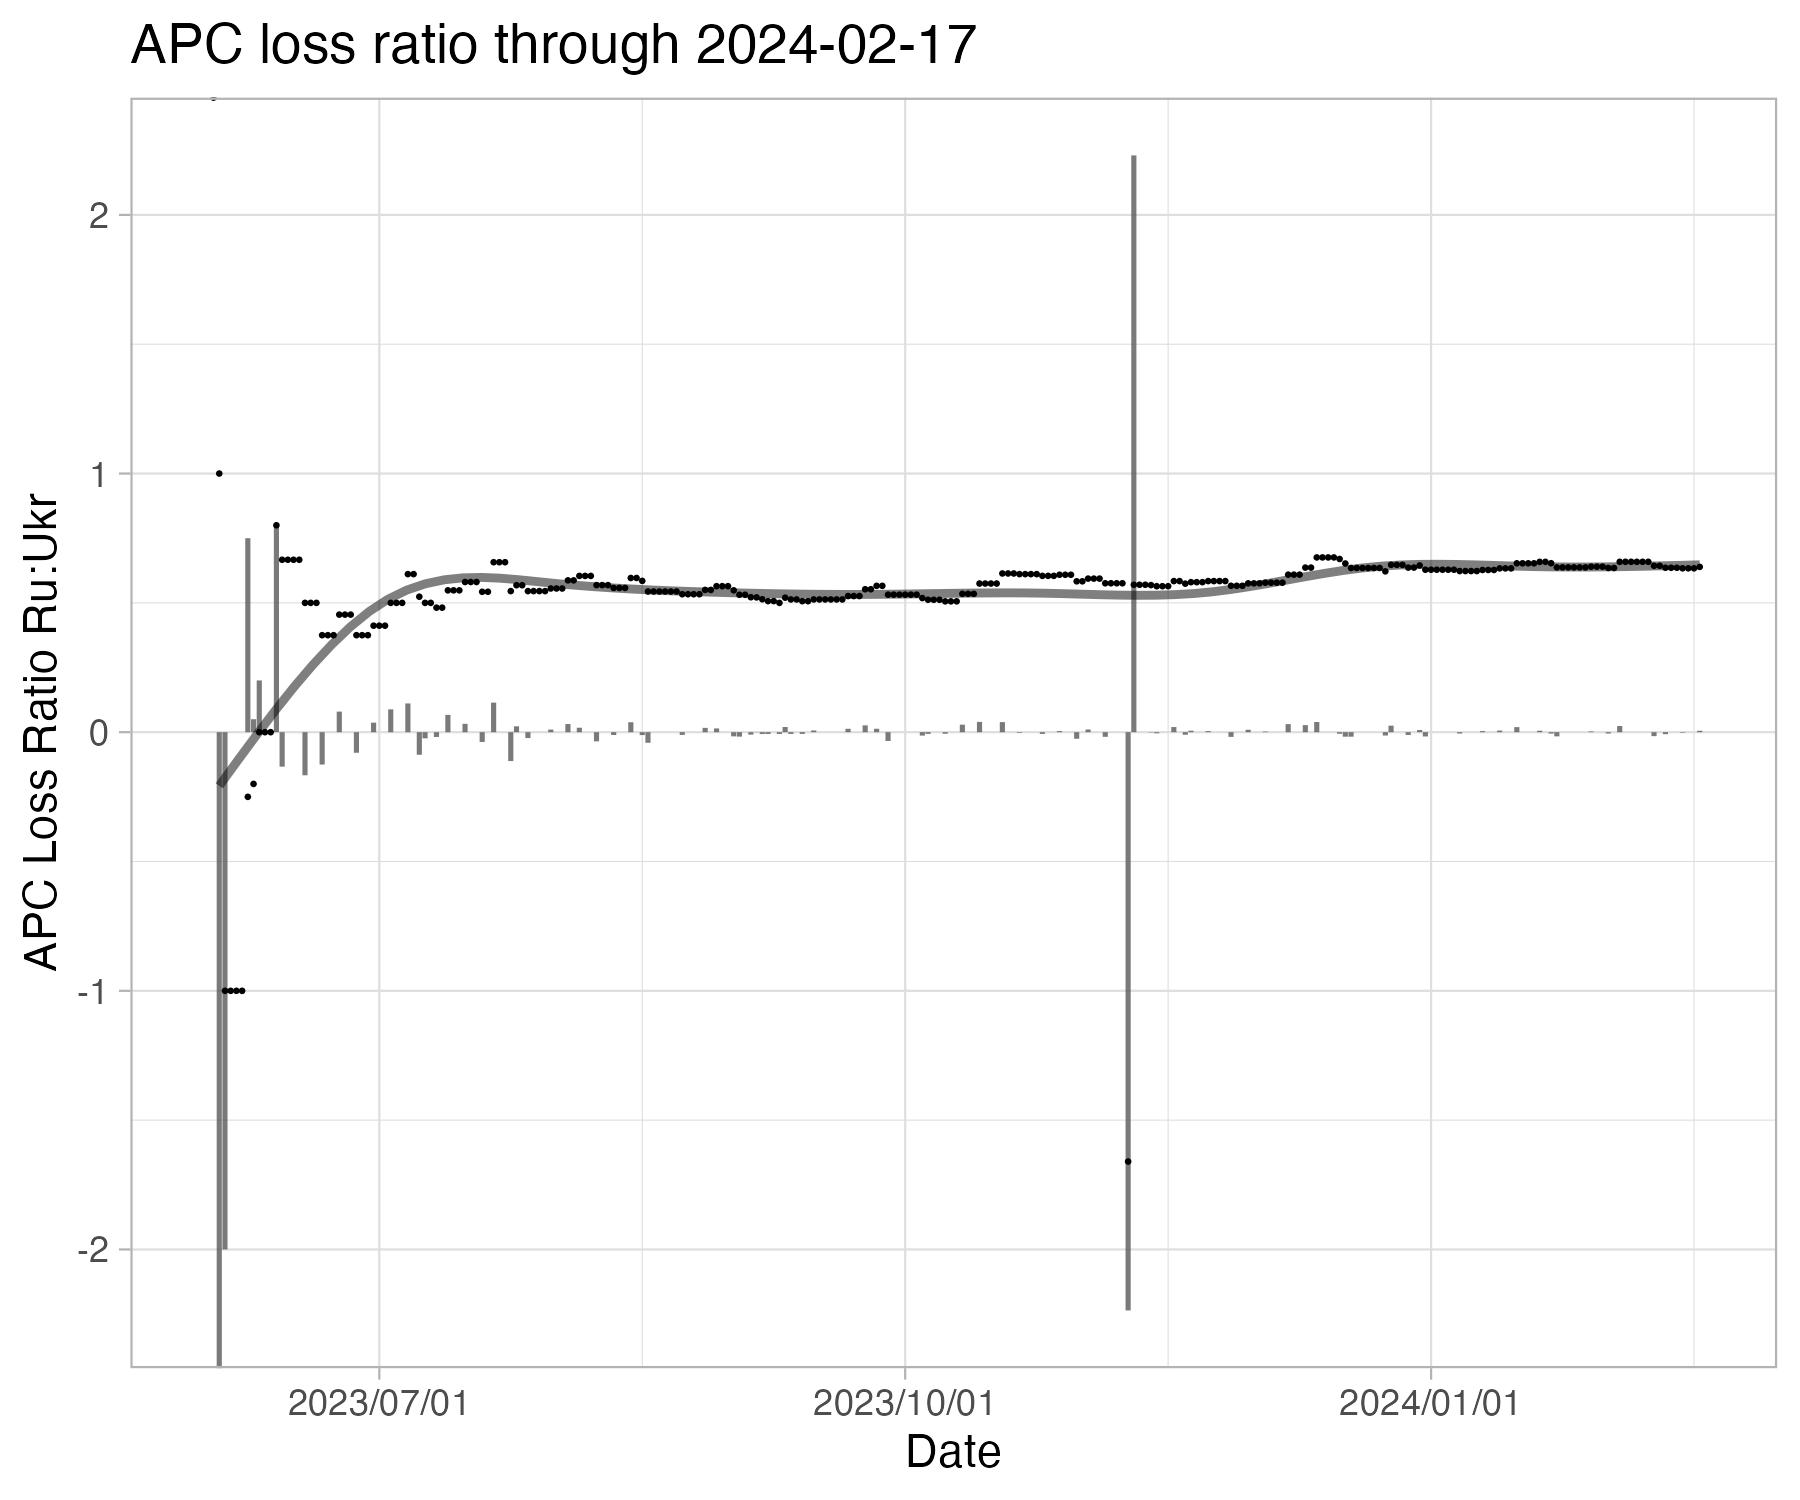 APC loss ratio through 2024-02-17
APC Loss Ratio Ru:Ukr
2
1
0
-1
-2
2023/07/01
2023/10/01
2024/01/01
Date